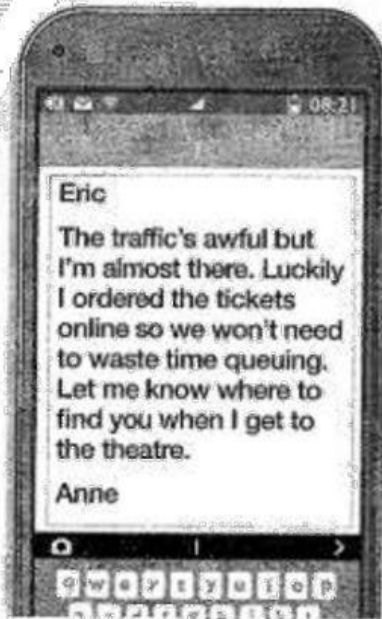 08:21
Eric
The traffic's awful but
I'm almost there. Luckily
I ordered the tickets
online so we won't need
to waste time queuing.
Let me know where to
find you when I get to
the theatre.
Anne
q w e r t y u i o p